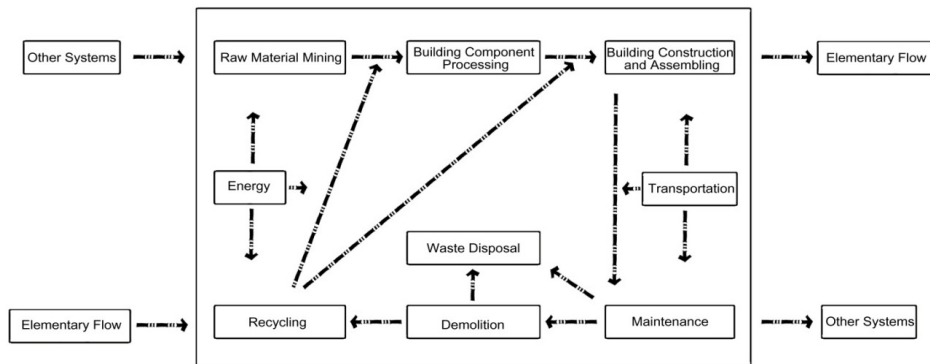 Other Systems
Raw Material Mining
Building Component
Processing
Building Construction
and Assembling
Elementary Flow
Energy
Transportation
Waste Disposal
Elementary Flow
Recycling
Demolition
Maintenance
Other Systems